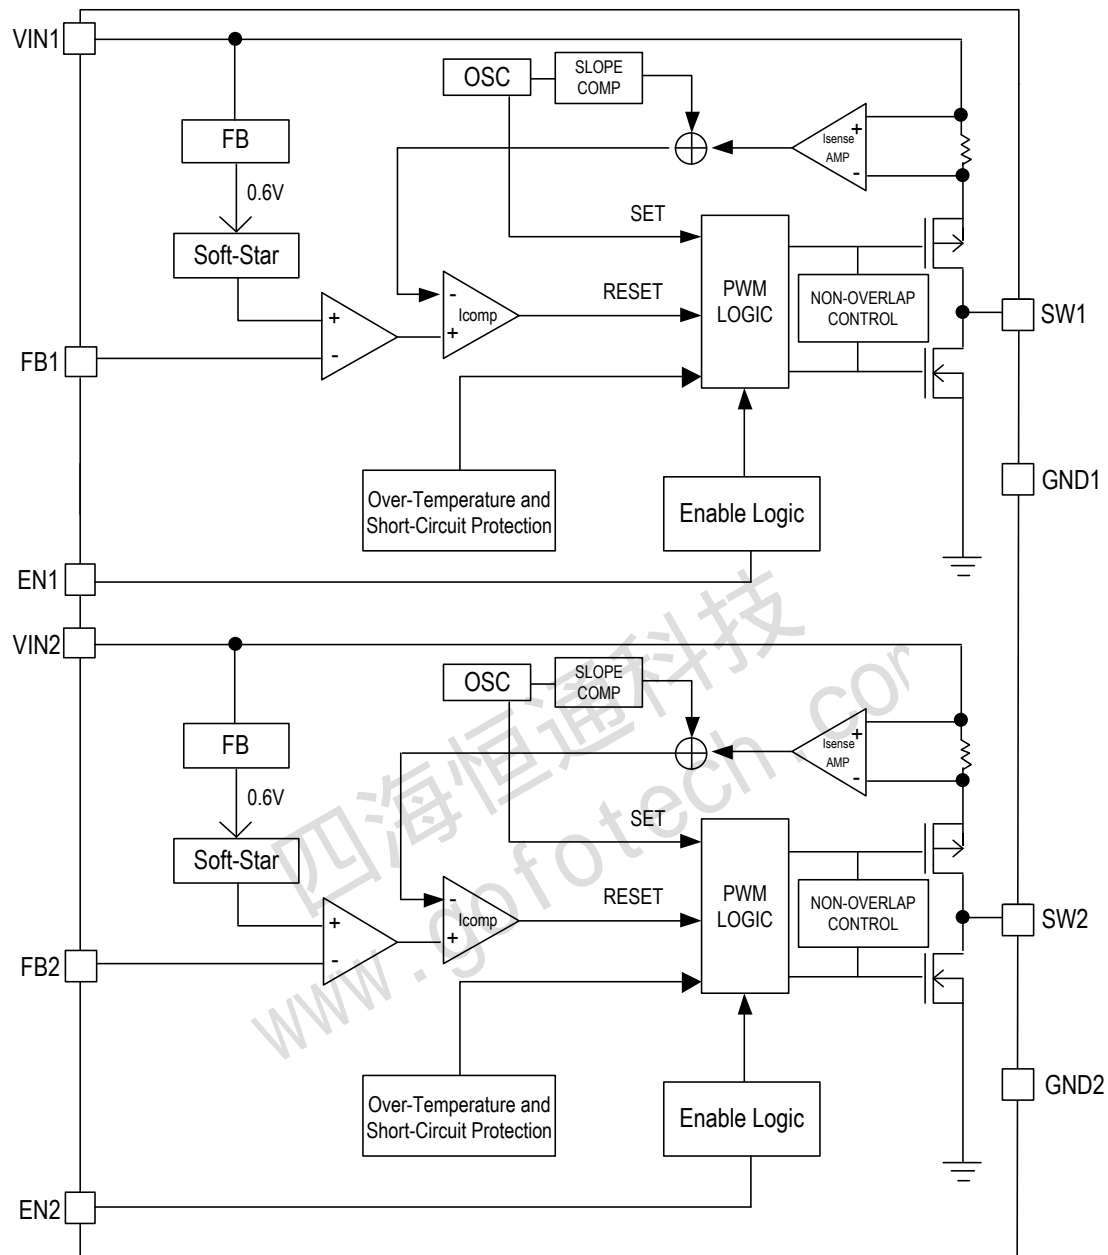 VIN1
OSC
SLOPE
COMP
FB
+
Isense
AMP
-
0.6V
SET
Soft-Star
PWM
LOGIC
NON-OVERLAP
CONTROL
SW1
-
Icomp
+
RESET
+
-
FB1
Over-Temperature and
Short-Circuit Protection
Enable Logic
GND1
EN1
VIN2
OSC
SLOPE
COMP
FB
+
Isense
AMP
-
0.6V
SET
Soft-Star
PWM
LOGIC
NON-OVERLAP
CONTROL
SW2
-
Icomp
+
RESET
+
-
FB2
Over-Temperature and
Short-Circuit Protection
Enable Logic
GND2
EN2
四海恒通科技
www.gofotech.com